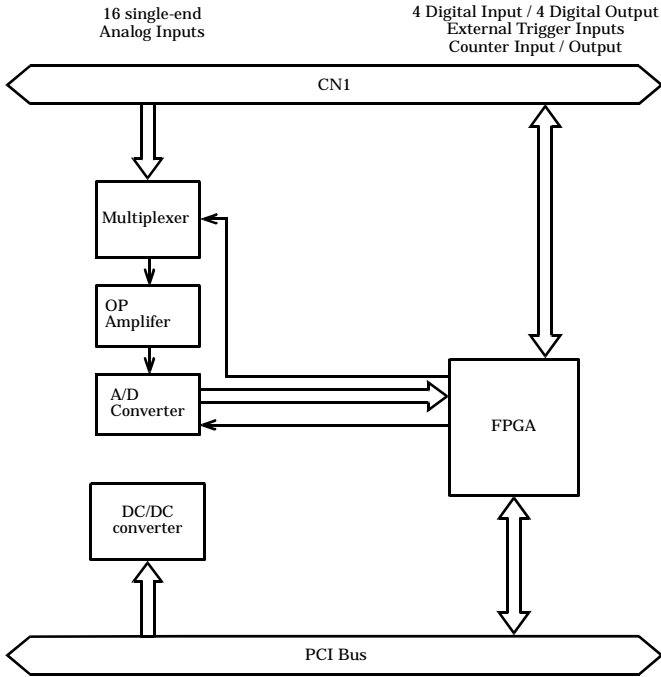 16 single-end
Analog Inputs
4 Digital Input / 4 Digital Output
External Trigger Inputs
Counter Input / Output
CN1
Multiplexer
OP
Amplifer
A/D
Converter
FPGA
DC/DC
converter
PCI Bus